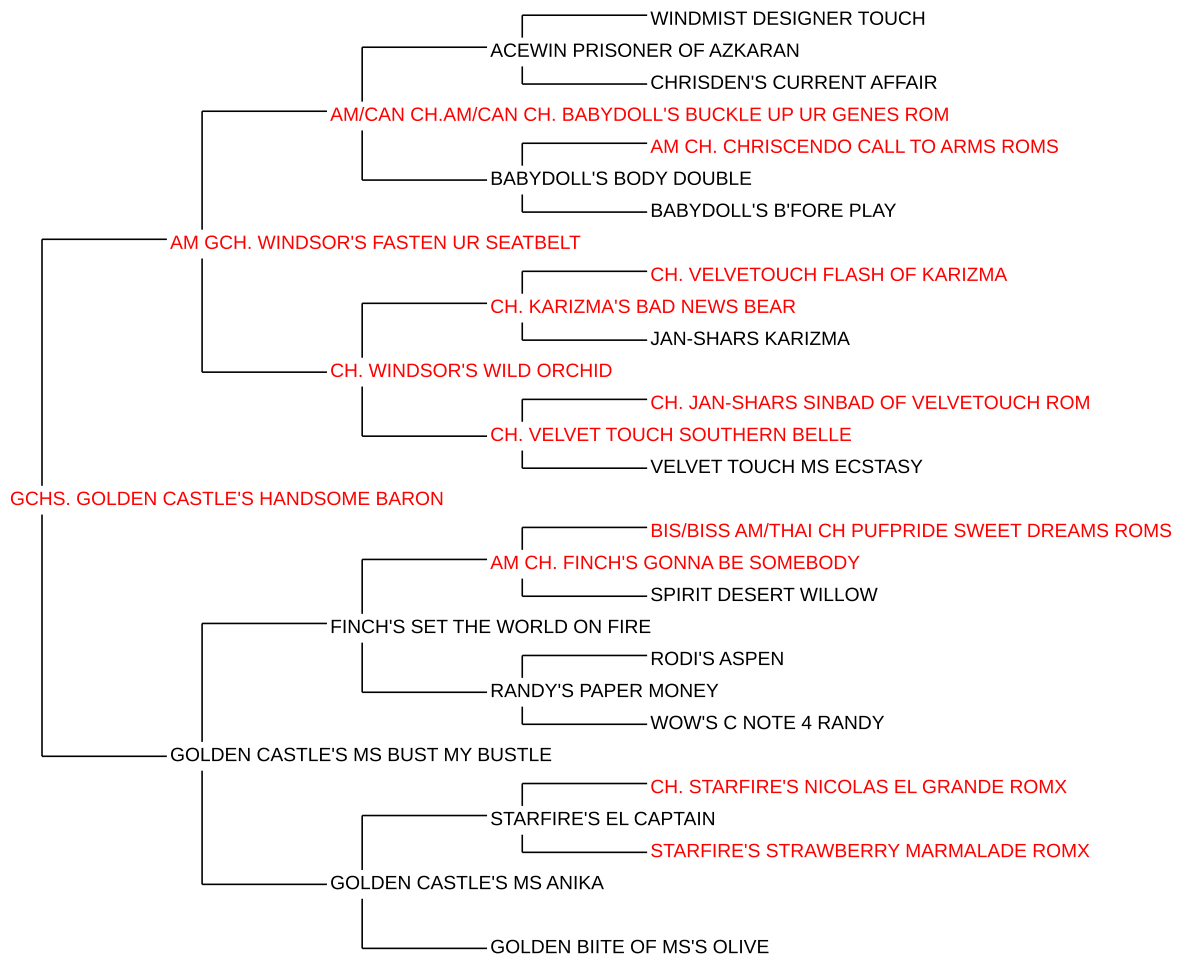 WINDMIST DESIGNER TOUCH
ACEWIN PRISONER OF AZKARAN
CHRISDEN'S CURRENT AFFAIR
AM/CAN CH.AM/CAN CH. BABYDOLL'S BUCKLE UP UR GENES ROM
AM CH. CHRISCENDO CALL TO ARMS ROMS
BABYDOLL'S BODY DOUBLE
BABYDOLL'S B'FORE PLAY
AM GCH. WINDSOR'S FASTEN UR SEATBELT
CH. VELVETOUCH FLASH OF KARIZMA
CH. KARIZMA'S BAD NEWS BEAR
JAN-SHARS KARIZMA
CH. WINDSOR'S WILD ORCHID
CH. JAN-SHARS SINBAD OF VELVETOUCH ROM
CH. VELVET TOUCH SOUTHERN BELLE
VELVET TOUCH MS ECSTASY
GCHS. GOLDEN CASTLE'S HANDSOME BARON
BIS/BISS AM/THAI CH PUFPRIDE SWEET DREAMS ROMS
AM CH. FINCH'S GONNA BE SOMEBODY
SPIRIT DESERT WILLOW
FINCH'S SET THE WORLD ON FIRE
RODI'S ASPEN
RANDY'S PAPER MONEY
WOW'S C NOTE 4 RANDY
GOLDEN CASTLE'S MS BUST MY BUSTLE
CH. STARFIRE'S NICOLAS EL GRANDE ROMX
STARFIRE'S EL CAPTAIN
STARFIRE'S STRAWBERRY MARMALADE ROMX
GOLDEN CASTLE'S MS ANIKA
GOLDEN BIITE OF MS'S OLIVE